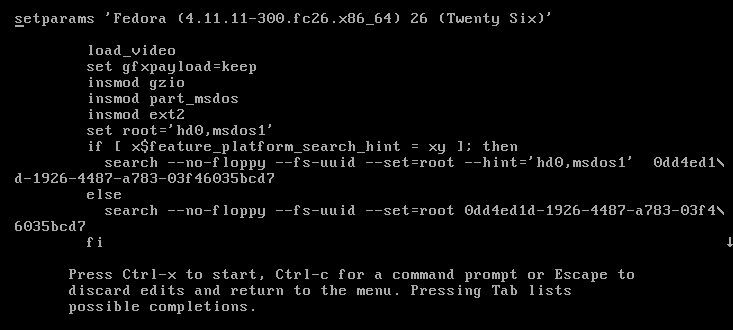 setparams 'Fedora (4.11.11-300.fc26.x86_64) 26 (Twenty Six)'
load_video
set gfxpayload=keep
insmod gzio
insmod part_msdos
insmod ext2
set root='hd0,msdos1'
if [ x$feature_platform_search_hint = xy ]; then
search --no-floppy --fs-uuid --set=root --hint='hd0,msdos1'  0dd4ed1\
d-1926-4487-a783-03f46035bcd7
else
search --no-floppy --fs-uuid --set=root 0dd4ed1d-1926-4487-a783-03f4\
6035bcd7
fi ↓
Press Ctrl-x to start, Ctrl-c for a command prompt or Escape to
discard edits and return to the menu. Pressing Tab lists
possible completions.